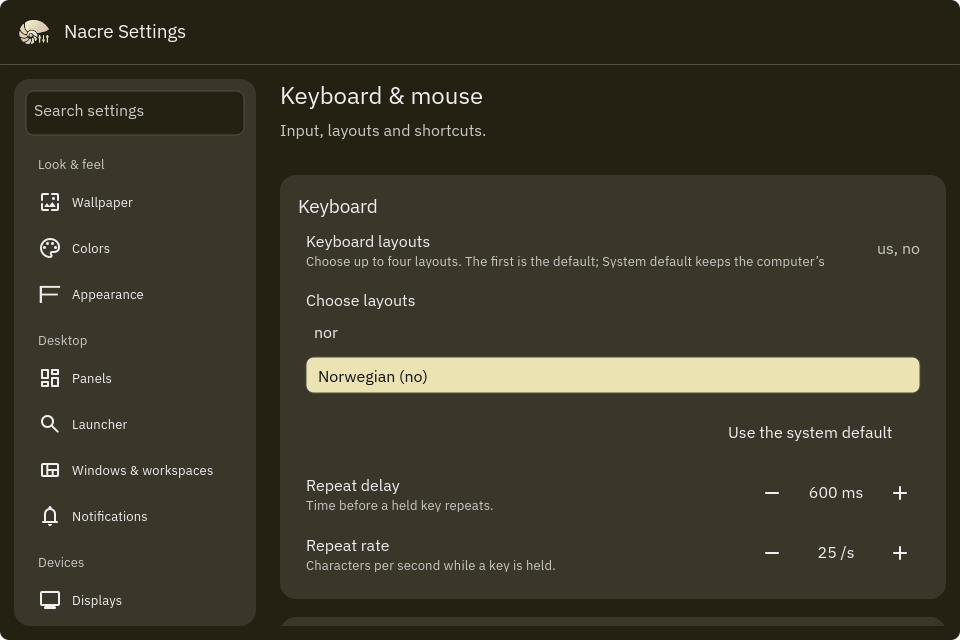 Nacre Settings
Search settings
Look & feel
Wallpaper
Colors
Appearance
Desktop
Panels
Launcher
Windows & workspaces
Notifications
Devices
Displays
Keyboard & mouse
Input, layouts and shortcuts.
Keyboard
Keyboard layouts
Choose up to four layouts. The first is the default; System default keeps the computer’s
us, no
Choose layouts
nor
Norwegian (no)
Use the system default
Repeat delay
Time before a held key repeats.
600 ms
Repeat rate
Characters per second while a key is held.
25 /s